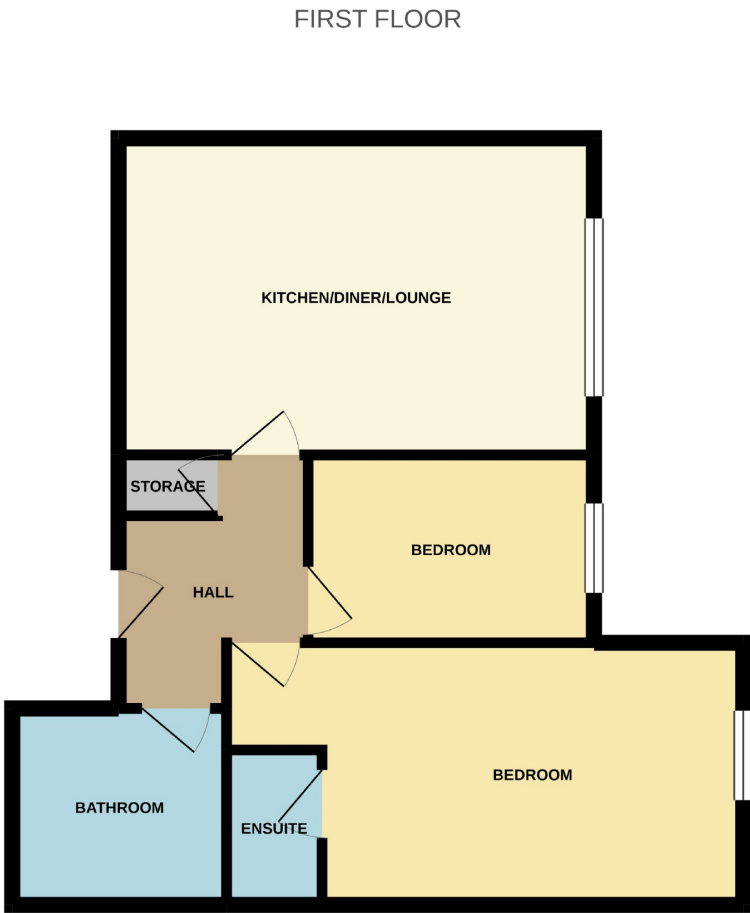 FIRST FLOOR
KITCHEN/DINER/LOUNGE
STORAGE
BEDROOM
HALL
BEDROOM
BATHROOM
ENSUITE